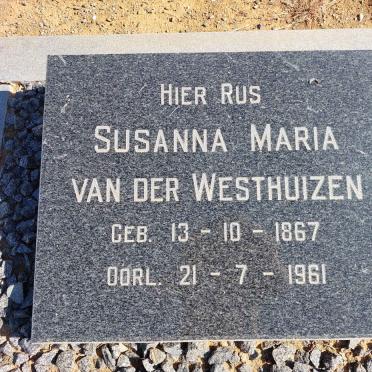 HIER RUS
SUSANNA MARIA
VAN DER WESTHUIZEN
GEB. 13 - 10 - 1867
OORL. 21 - 7 - 1961